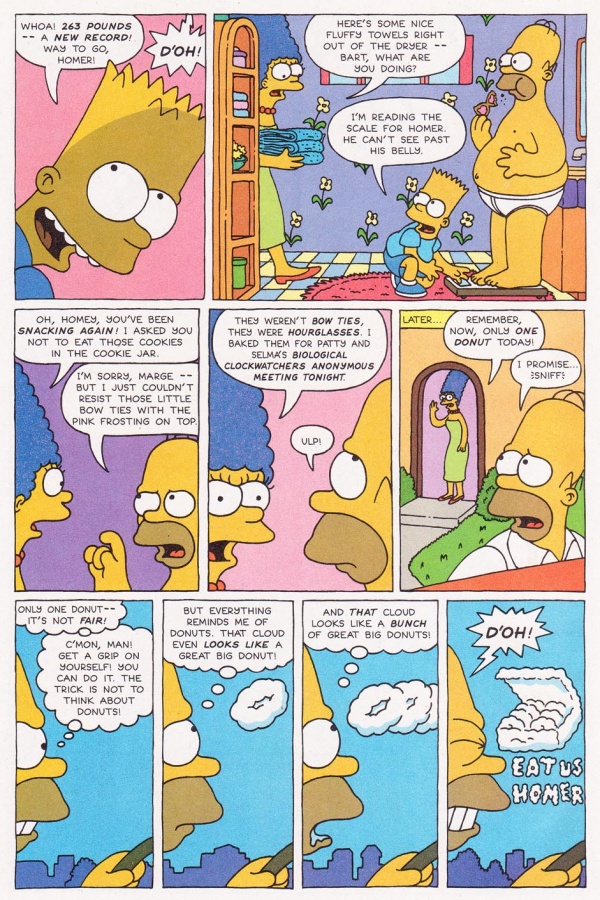 WHOA! 263 POUNDS
-- A NEW RECORD!
WAY TO GO,
HOMER!
D'OH!
HERE'S SOME NICE
FLUFFY TOWELS RIGHT
OUT OF THE DRYER --
BART, WHAT ARE
YOU DOING?
I'M READING THE
SCALE FOR HOMER.
HE CAN'T SEE PAST
HIS BELLY.
OH, HOMEY, YOU'VE BEEN
SNACKING AGAIN! I ASKED YOU
NOT TO EAT THOSE COOKIES
IN THE COOKIE JAR.
I'M SORRY, MARGE --
BUT I JUST COULDN'T
RESIST THOSE LITTLE
BOW TIES WITH THE
PINK FROSTING ON TOP.
THEY WEREN'T BOW TIES,
THEY WERE HOURGLASSES. I
BAKED THEM FOR PATTY AND
SELMA'S BIOLOGICAL
CLOCKWATCHERS ANONYMOUS
MEETING TONIGHT.
ULP!
LATER...
REMEMBER,
NOW, ONLY ONE
DONUT TODAY!
I PROMISE...
SNIFF
ONLY ONE DONUT--
IT'S NOT FAIR!
C'MON, MAN!
GET A GRIP ON
YOURSELF! YOU
CAN DO IT. THE
TRICK IS NOT TO
THINK ABOUT
DONUTS!
BUT EVERYTHING
REMINDS ME OF
DONUTS. THAT CLOUD
EVEN LOOKS LIKE A
GREAT BIG DONUT!
AND THAT CLOUD
LOOKS LIKE A BUNCH
OF GREAT BIG DONUTS!
D'OH!
EAT US
HOMER